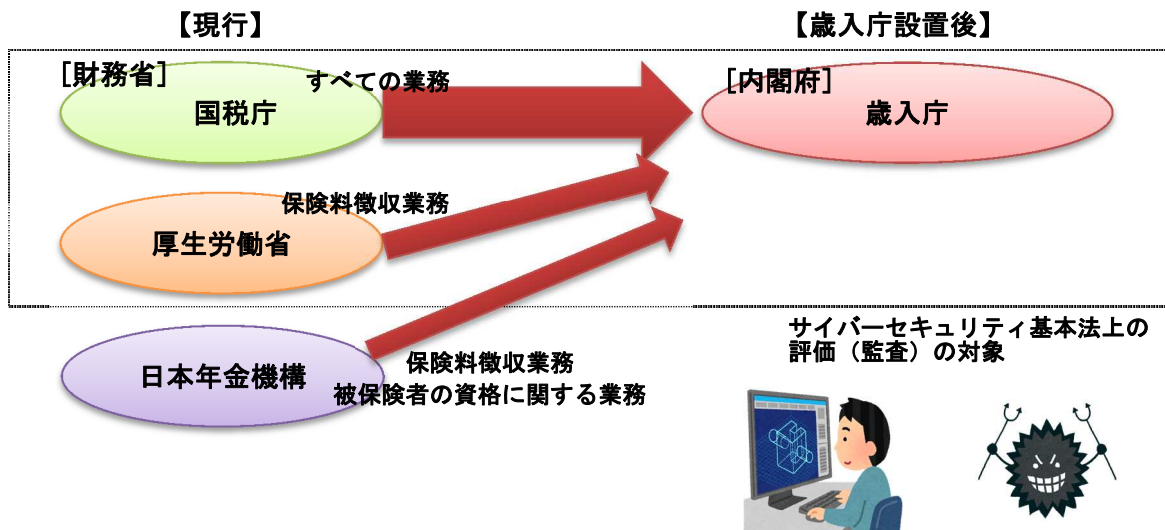 【現行】
【歳入庁設置後】
［財務省］
国税庁
すべての業務
［内閣府］
歳入庁
保険料徴収業務
厚生労働省
日本年金機構
保険料徴収業務
被保険者の資格に関する業務
サイバーセキュリティ基本法上の
評価（監査）の対象